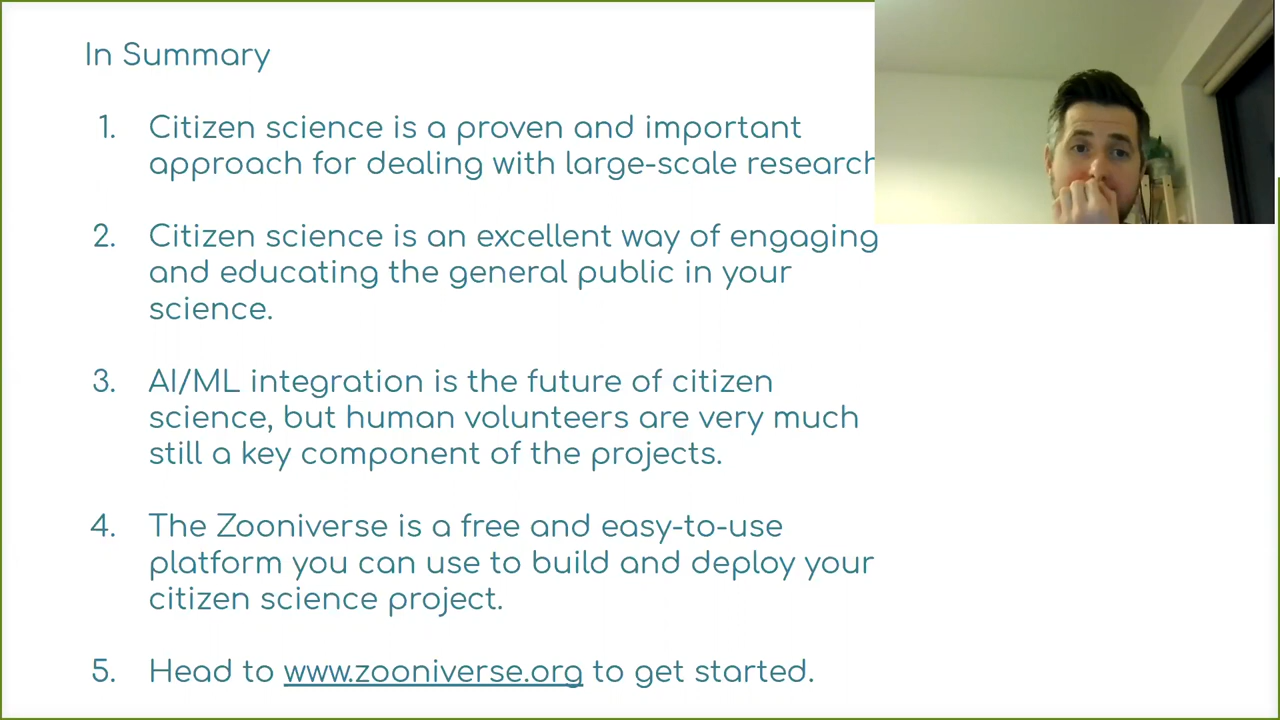 In Summary
1. Citizen science is a proven and important
approach for dealing with large-scale research
2. Citizen science is an excellent way of engaging
and educating the general public in your
science.
3. AI/ML integration is the future of citizen
science, but human volunteers are very much
still a key component of the projects.
4. The Zooniverse is a free and easy-to-use
platform you can use to build and deploy your
citizen science project.
5. Head to www.zooniverse.org to get started.